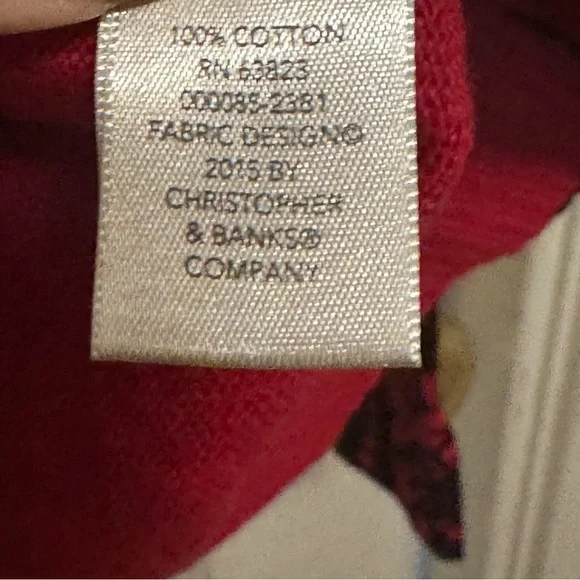 100% COTTON
RN 63823
000085-2381
FABRIC DESIGN©
2015 BY
CHRISTOPHER
& BANKS®
COMPANY